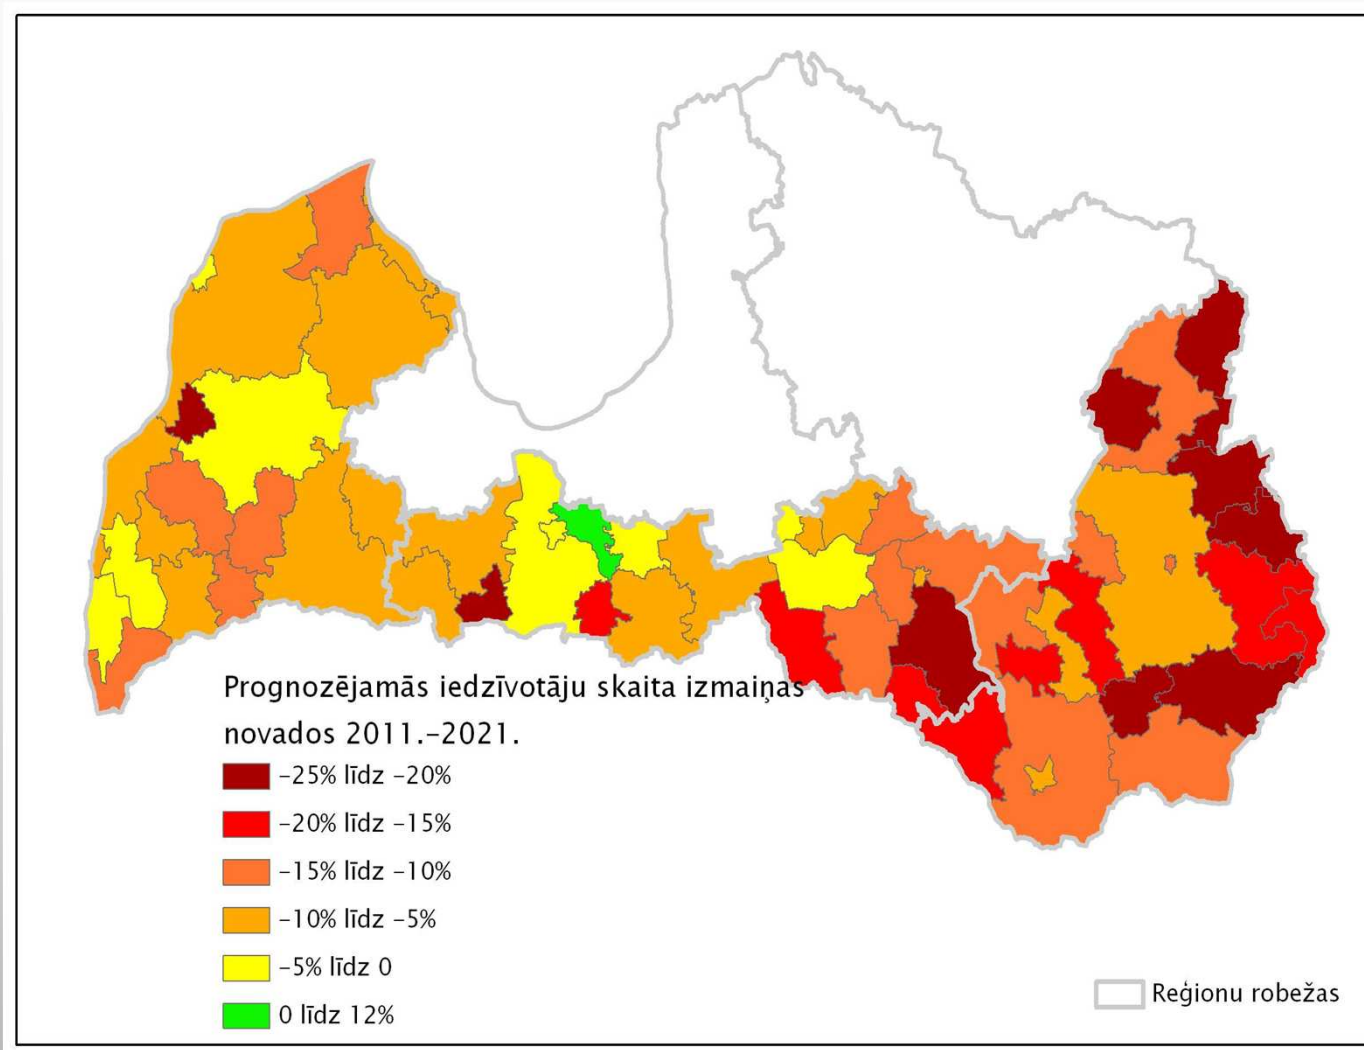 Prognozējamās iedzīvotāju skaita izmaiņas
novados 2011.–2021.
–25% līdz –20%
–20% līdz –15%
–15% līdz –10%
–10% līdz –5%
–5% līdz 0
0 līdz 12%
Reģionu robežas